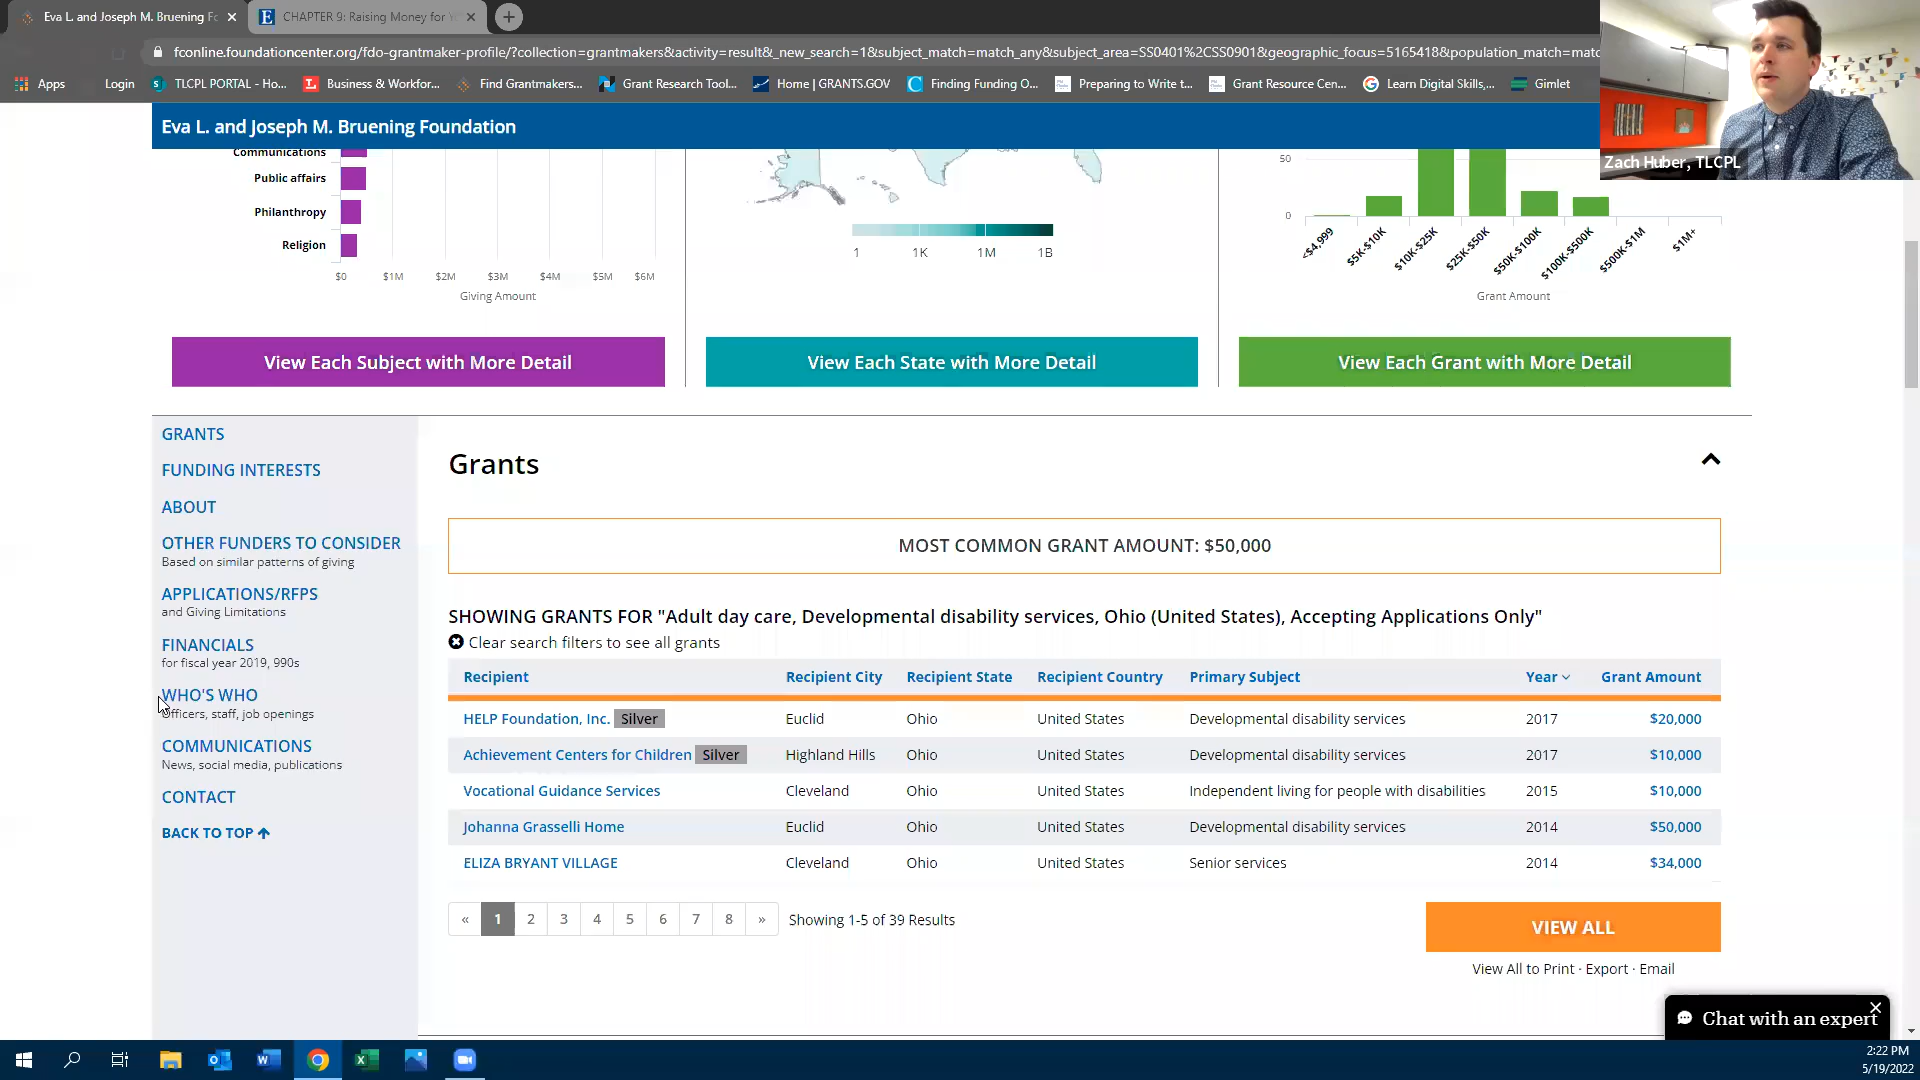 Eva L. and Joseph M. Bruening Fo
CHAPTER 9: Raising Money for Y
fconline.foundationcenter.org/fdo-grantmaker-profile/?collection=grantmakers&activity=result&_new_search=1&subject_match=match_any&subject_area=SS0401%2CSS0901&geographic_focus=5165418&population_match=matc
Apps Login TLCPL PORTAL - Ho... Business & Workfor... Find Grantmakers... Grant Research Tool... Home | GRANTS.GOV Finding Funding O... Preparing to Write t... Grant Resource Cen... Learn Digital Skills,... Gimlet
Zach Huber, TLCPL
Eva L. and Joseph M. Bruening Foundation
Communications
Public affairs
Philanthropy
Religion
$0 $1M $2M $3M $4M $5M $6M
Giving Amount
1 1K 1M 1B
50
0
<$4,999 $5K-$10K $10K-$25K $25K-$50K $50K-$100K $100K-$500K $500K-$1M $1M+
Grant Amount
View Each Subject with More Detail
View Each State with More Detail
View Each Grant with More Detail
GRANTS
FUNDING INTERESTS
ABOUT
OTHER FUNDERS TO CONSIDER
Based on similar patterns of giving
APPLICATIONS/RFPS
and Giving Limitations
FINANCIALS
for fiscal year 2019, 990s
WHO'S WHO
Officers, staff, job openings
COMMUNICATIONS
News, social media, publications
CONTACT
BACK TO TOP
Grants
MOST COMMON GRANT AMOUNT: $50,000
SHOWING GRANTS FOR "Adult day care, Developmental disability services, Ohio (United States), Accepting Applications Only"
Clear search filters to see all grants
Recipient Recipient City Recipient State Recipient Country Primary Subject Year Grant Amount
HELP Foundation, Inc. Silver Euclid Ohio United States Developmental disability services 2017 $20,000
Achievement Centers for Children Silver Highland Hills Ohio United States Developmental disability services 2017 $10,000
Vocational Guidance Services Cleveland Ohio United States Independent living for people with disabilities 2015 $10,000
Johanna Grasselli Home Euclid Ohio United States Developmental disability services 2014 $50,000
ELIZA BRYANT VILLAGE Cleveland Ohio United States Senior services 2014 $34,000
« 1 2 3 4 5 6 7 8 » Showing 1-5 of 39 Results
VIEW ALL
View All to Print · Export · Email
Chat with an expert
2:22 PM
5/19/2022